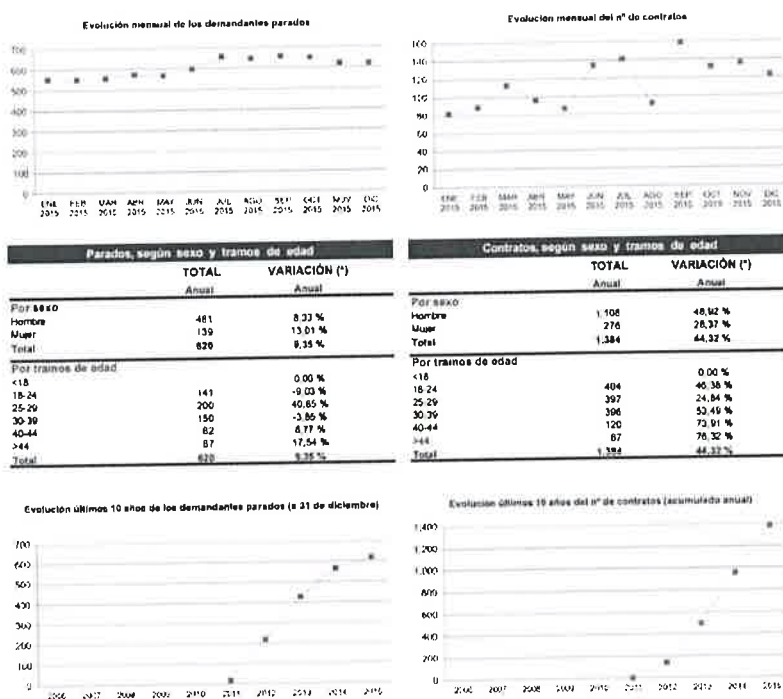 Evolución mensual de los demandantes parados
700
600
500
400
300
200
100
0
ENE 2015 FEB 2015 MAR 2015 ABR 2015 MAY 2015 JUN 2015 JUL 2015 AGO 2015 SEP 2015 OCT 2015 NOV 2015 DIC 2015
Evolución mensual del nº de contratos
160
140
120
100
80
60
40
20
0
ENE 2015 FEB 2015 MAR 2015 ABR 2015 MAY 2015 JUN 2015 JUL 2015 AGO 2015 SEP 2015 OCT 2015 NOV 2015 DIC 2015
Parados, según sexo y tramos de edad
TOTAL VARIACIÓN (*)
Anual Anual
Por sexo
Hombre 481 8,33 %
Mujer 139 13,01 %
Total 620 9,35 %
Por tramos de edad
<18 0,00 %
18-24 141 -9,03 %
25-29 200 40,85 %
30-39 150 -3,85 %
40-44 62 8,77 %
>44 67 17,54 %
Total 620 9,35 %
Contratos, según sexo y tramos de edad
TOTAL VARIACIÓN (*)
Anual Anual
Por sexo
Hombre 1.108 48,92 %
Mujer 276 28,37 %
Total 1.384 44,32 %
Por tramos de edad
<18 0,00 %
18-24 404 46,38 %
25-29 397 24,84 %
30-39 396 53,49 %
40-44 120 73,91 %
>44 67 76,32 %
Total 1.384 44,32 %
Evolución últimos 10 años de los demandantes parados (a 31 de diciembre)
700
600
500
400
300
200
100
0
2006 2007 2008 2009 2010 2011 2012 2013 2014 2015
Evolución últimos 10 años del nº de contratos (acumulado anual)
1,400
1,200
1,000
800
600
400
200
0
2006 2007 2008 2009 2010 2011 2012 2013 2014 2015